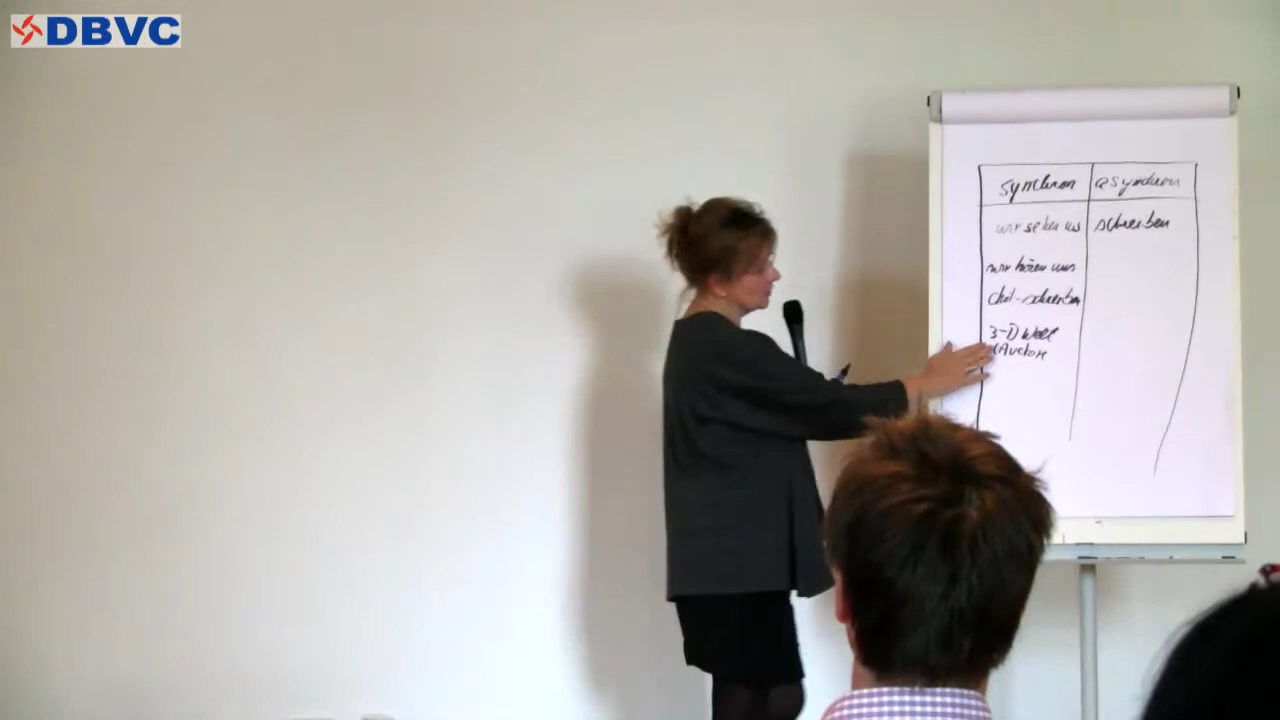 DBVC
synchron asynchron
wir sehen uns schreiben
wir hören uns
chat-schreiben
3-D Welt